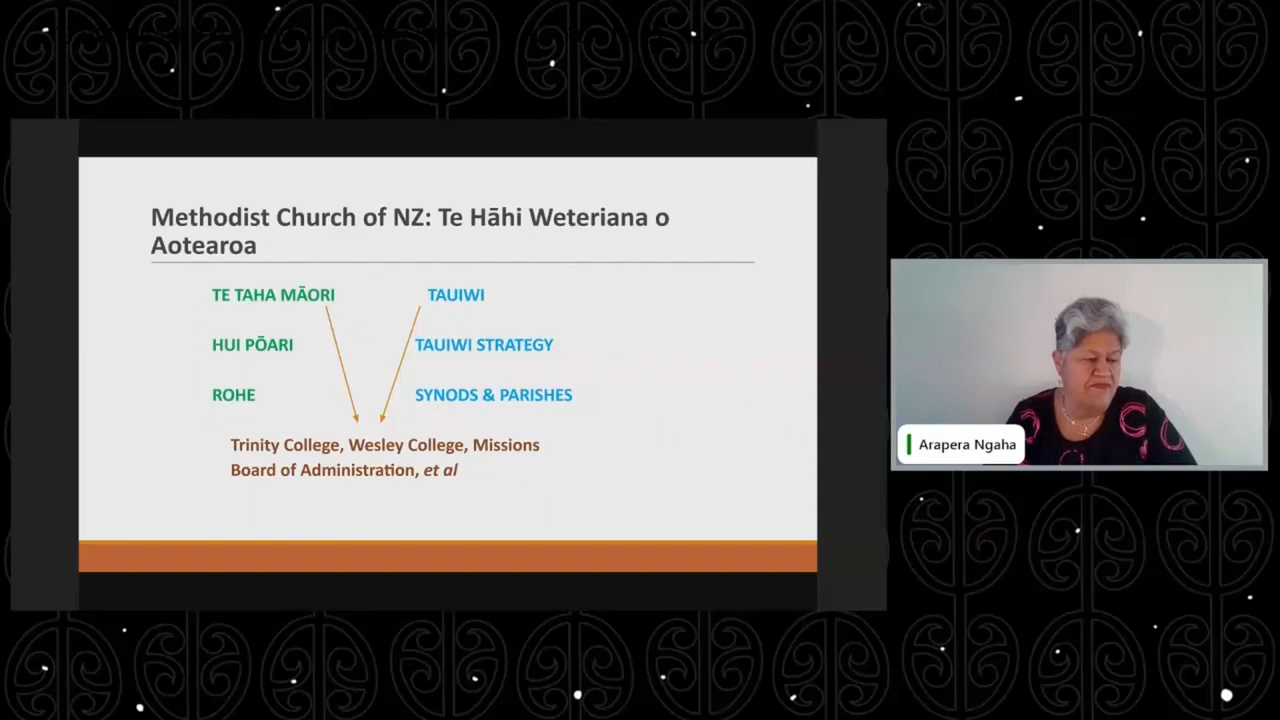 Methodist Church of NZ: Te Hāhi Weteriana o
Aotearoa
TE TAHA MĀORI
TAUIWI
HUI PŌARI
TAUIWI STRATEGY
ROHE
SYNODS & PARISHES
Trinity College, Wesley College, Missions
Board of Administration, et al
Arapera Ngaha